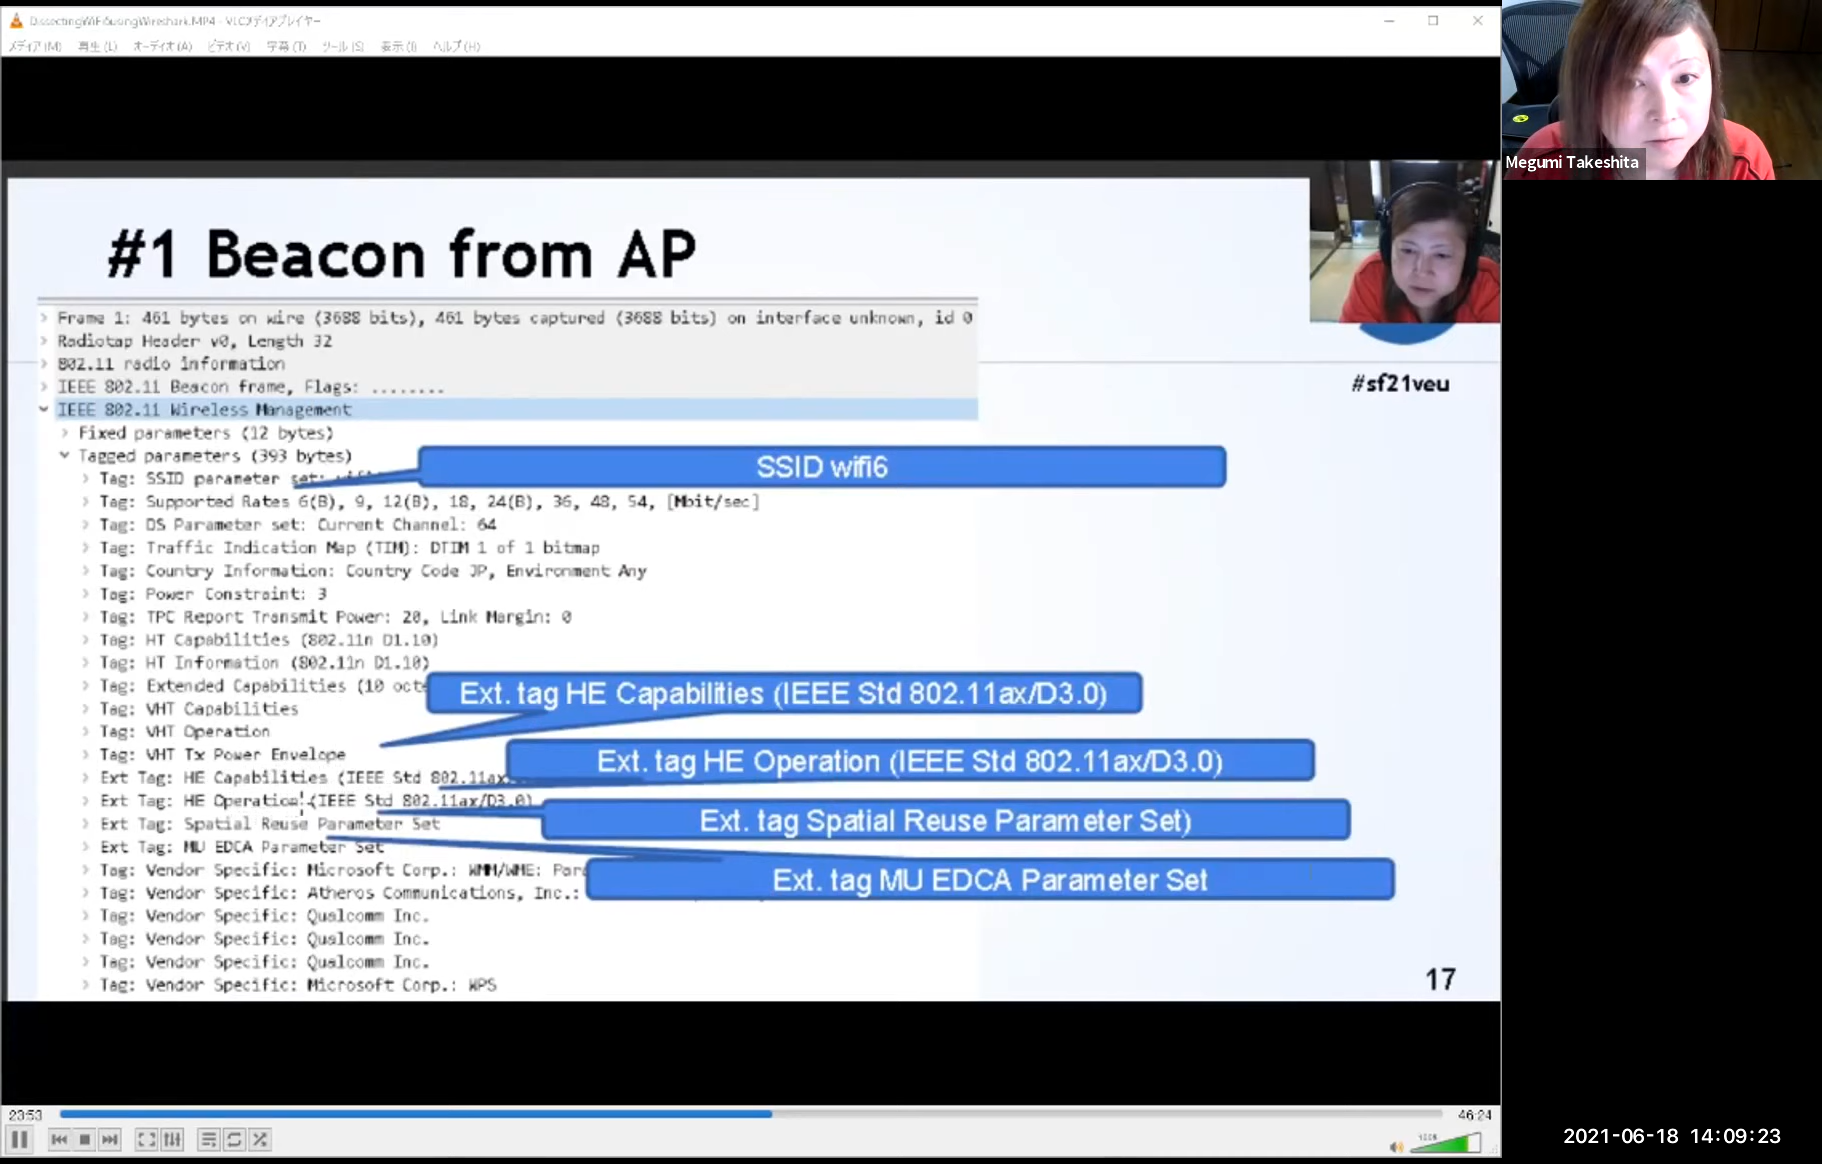 DissectingWiFi6usingWireshark.MP4 - VLCメディアプレイヤー
メディア(M) 再生(L) オーディオ(A) ビデオ(V) 字幕(T) ツール(S) 表示(I) ヘルプ(H)
Megumi Takeshita
#1 Beacon from AP
Frame 1: 461 bytes on wire (3688 bits), 461 bytes captured (3688 bits) on interface unknown, id 0
Radiotap Header v0, Length 32
802.11 radio information
IEEE 802.11 Beacon frame, Flags: ........
#sf21veu
IEEE 802.11 Wireless Management
Fixed parameters (12 bytes)
Tagged parameters (393 bytes)
SSID wifi6
Tag: SSID parameter set:
Tag: Supported Rates 6(B), 9, 12(B), 18, 24(B), 36, 48, 54, [Mbit/sec]
Tag: DS Parameter set: Current Channel: 64
Tag: Traffic Indication Map (TIM): DTIM 1 of 1 bitmap
Tag: Country Information: Country Code JP, Environment Any
Tag: Power Constraint: 3
Tag: TPC Report Transmit Power: 20, Link Margin: 0
Tag: HT Capabilities (802.11n D1.10)
Tag: HT Information (802.11n D1.10)
Tag: Extended Capabilities (10 octe
Ext. tag HE Capabilities (IEEE Std 802.11ax/D3.0)
Tag: VHT Capabilities
Tag: VHT Operation
Tag: VHT Tx Power Envelope
Ext. tag HE Operation (IEEE Std 802.11ax/D3.0)
Ext Tag: HE Capabilities (IEEE Std 802.11ax
Ext Tag: HE Operation (IEEE Std 802.11ax/D3.0)
Ext. tag Spatial Reuse Parameter Set)
Ext Tag: Spatial Reuse Parameter Set
Ext Tag: MU EDCA Parameter Set
Tag: Vendor Specific: Microsoft Corp.: WMM/WME: Par
Ext. tag MU EDCA Parameter Set
Tag: Vendor Specific: Atheros Communications, Inc.:
Tag: Vendor Specific: Qualcomm Inc.
Tag: Vendor Specific: Qualcomm Inc.
Tag: Vendor Specific: Qualcomm Inc.
Tag: Vendor Specific: Microsoft Corp.: WPS
17
23:53
46:24
2021-06-18 14:09:23